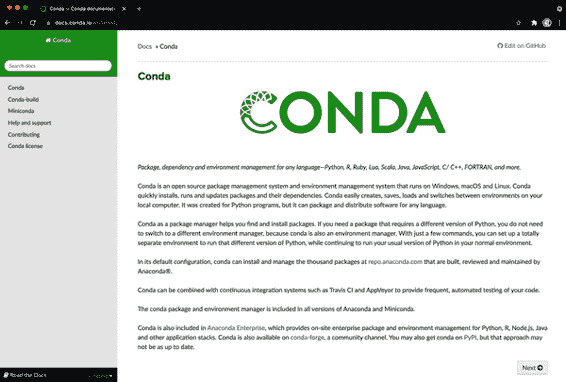 Conda — Conda documentation
docs.conda.io
Conda
Search docs
Conda
Conda-build
Miniconda
Help and support
Contributing
Conda license
Read the Docs
Docs » Conda
Edit on GitHub
Conda
CONDA
Package, dependency and environment management for any language—Python, R, Ruby, Lua, Scala, Java, JavaScript, C/ C++, FORTRAN, and more.
Conda is an open source package management system and environment management system that runs on Windows, macOS and Linux. Conda
quickly installs, runs and updates packages and their dependencies. Conda easily creates, saves, loads and switches between environments on your
local computer. It was created for Python programs, but it can package and distribute software for any language.
Conda as a package manager helps you find and install packages. If you need a package that requires a different version of Python, you do not need
to switch to a different environment manager, because conda is also an environment manager. With just a few commands, you can set up a totally
separate environment to run that different version of Python, while continuing to run your usual version of Python in your normal environment.
In its default configuration, conda can install and manage the thousand packages at repo.anaconda.com that are built, reviewed and maintained by
Anaconda®.
Conda can be combined with continuous integration systems such as Travis CI and AppVeyor to provide frequent, automated testing of your code.
The conda package and environment manager is included in all versions of Anaconda and Miniconda.
Conda is also included in Anaconda Enterprise, which provides on-site enterprise package and environment management for Python, R, Node.js, Java
and other application stacks. Conda is also available on conda-forge, a community channel. You may also get conda on PyPI, but that approach may
not be as up to date.
Next